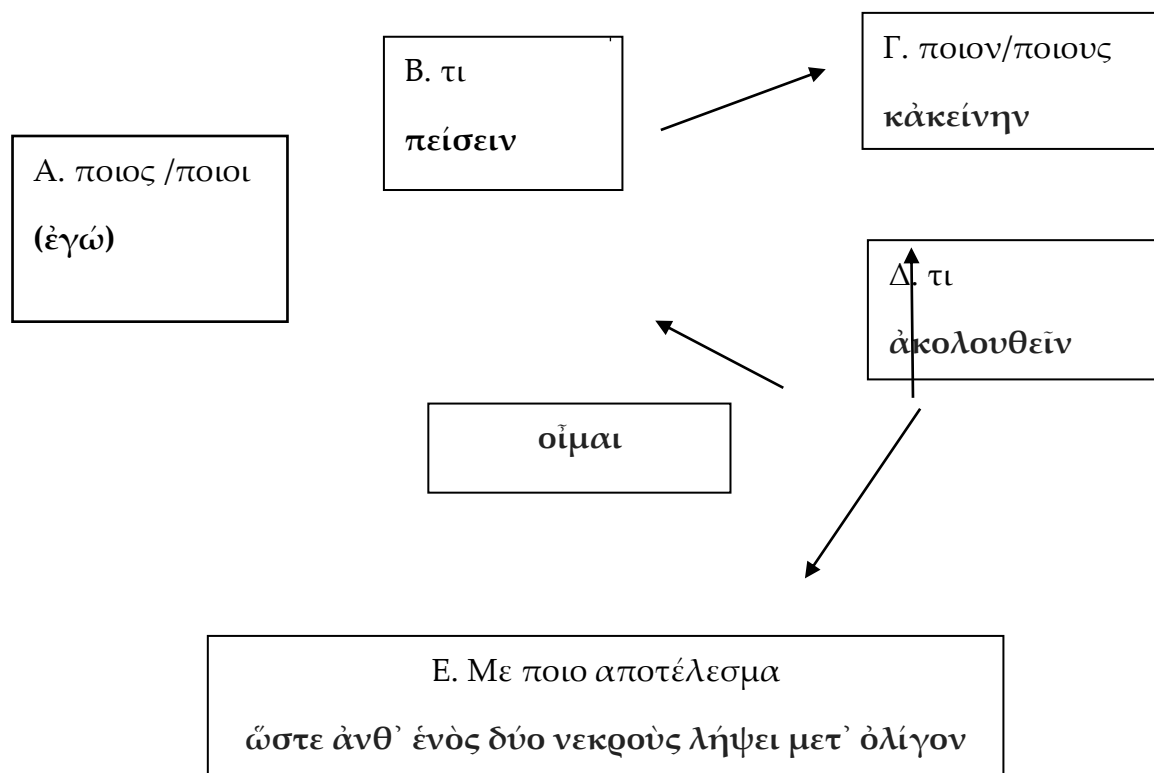 Α. ποιος /ποιοι
(ἐγώ)
Β. τι
πείσειν
Γ. ποιον/ποιους
κἀκείνην
Δ. τι
ἀκολουθεῖν
οἶμαι
Ε. Με ποιο αποτέλεσμα
ὥστε ἀνθ᾽ ἑνὸς δύο νεκροὺς λήψει μετ᾽ ὀλίγον